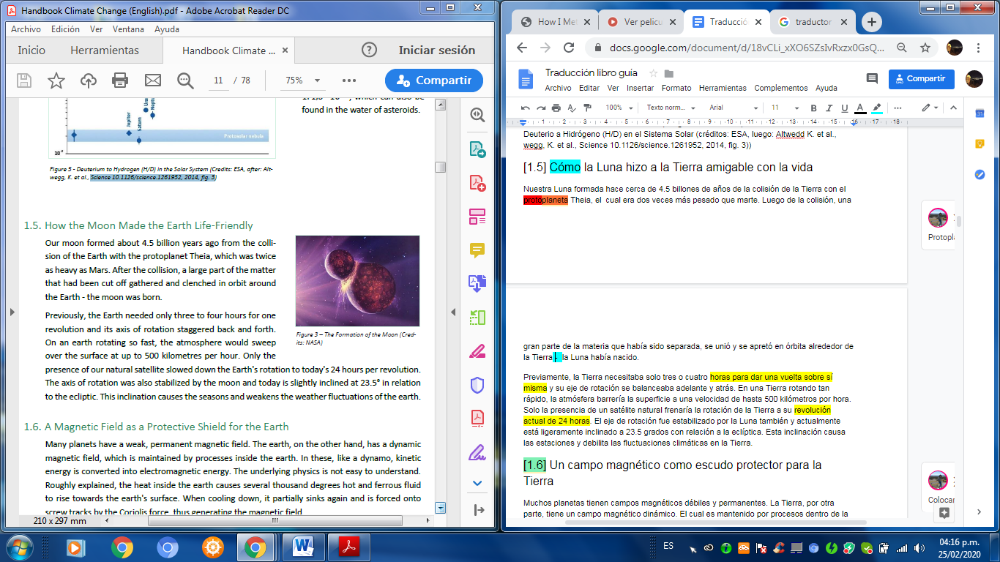 Handbook Climate Change (English).pdf - Adobe Acrobat Reader DC
Archivo Edición Ver Ventana Ayuda
Inicio Herramientas Handbook Climate ... × Iniciar sesión
11 / 78 75% Compartir
which can also be
found in the water of asteroids.
Jupiter
Saturn
Protosolar nebula
Figure 5 - Deuterium to Hydrogen (H/D) in the Solar System (Credits: ESA, after: Alt-
wegg, K. et al., Science 10.1126/science.1261952, 2014, fig. 3)
1.5. How the Moon Made the Earth Life-Friendly
Our moon formed about 4.5 billion years ago from the colli-
sion of the Earth with the protoplanet Theia, which was twice
as heavy as Mars. After the collision, a large part of the matter
that had been cut off gathered and clenched in orbit around
the Earth - the moon was born.
Previously, the Earth needed only three to four hours for one
revolution and its axis of rotation staggered back and forth.
On an earth rotating so fast, the atmosphere would sweep
over the surface at up to 500 kilometres per hour. Only the
presence of our natural satellite slowed down the Earth's rotation to today's 24 hours per revolution.
The axis of rotation was also stabilized by the moon and today is slightly inclined at 23.5° in relation
to the ecliptic. This inclination causes the seasons and weakens the weather fluctuations of the earth.
Figure 3 – The Formation of the Moon (Cred-
its: NASA)
1.6. A Magnetic Field as a Protective Shield for the Earth
Many planets have a weak, permanent magnetic field. The earth, on the other hand, has a dynamic
magnetic field, which is maintained by processes inside the earth. In these, like a dynamo, kinetic
energy is converted into electromagnetic energy. The underlying physics is not easy to understand.
Roughly explained, the heat inside the earth causes several thousand degrees hot and ferrous fluid
to rise towards the earth's surface. When cooling down, it partially sinks again and is forced onto
screw tracks by the Coriolis force, thus generating the magnetic field.
210 x 297 mm
How I Met Ver pelicu Traducció traductor
docs.google.com/document/d/18vCLi_xXO6SZsIvRxzx0GsQ...
Traducción libro guía
Archivo Editar Ver Insertar Formato Herramientas Complementos Ayuda
Compartir
100% Texto norm... Arial 11 B I U A
1 2 3 4 5 6 7 8 9 10 11 12 13 14 15 16 17 18
Deuterio a Hidrógeno (H/D) en el Sistema Solar (créditos: ESA, luego: Altwedd K. et al.,
wegg, K. et al., Science 10.1126/science.1261952, 2014, fig. 3))
[1.5] Cómo la Luna hizo a la Tierra amigable con la vida
Nuestra Luna formada hace cerca de 4.5 billones de años de la colisión de la Tierra con el
protoplaneta Theia, el cual era dos veces más pesado que marte. Luego de la colisión, una
Protopl
gran parte de la materia que había sido separada, se unió y se apretó en órbita alrededor de
la Tierra - la Luna había nacido.
Previamente, la Tierra necesitaba solo tres o cuatro horas para dar una vuelta sobre sí
misma y su eje de rotación se balanceaba adelante y atrás. En una Tierra rotando tan
rápido, la atmósfera barrería la superficie a una velocidad de hasta 500 kilómetros por hora.
Solo la presencia de un satélite natural frenaría la rotación de la Tierra a su revolución
actual de 24 horas. El eje de rotación fue estabilizado por la Luna también y actualmente
está ligeramente inclinado a 23.5 grados con relación a la eclíptica. Esta inclinación causa
las estaciones y debilita las fluctuaciones climáticas en la Tierra.
[1.6] Un campo magnético como escudo protector para la
Tierra
Colocar
Muchos planetas tienen campos magnéticos débiles y permanentes. La Tierra, por otra
parte, tiene un campo magnético dinámico. El cual es mantenido por procesos dentro de la
ES
04:16 p.m.
25/02/2020